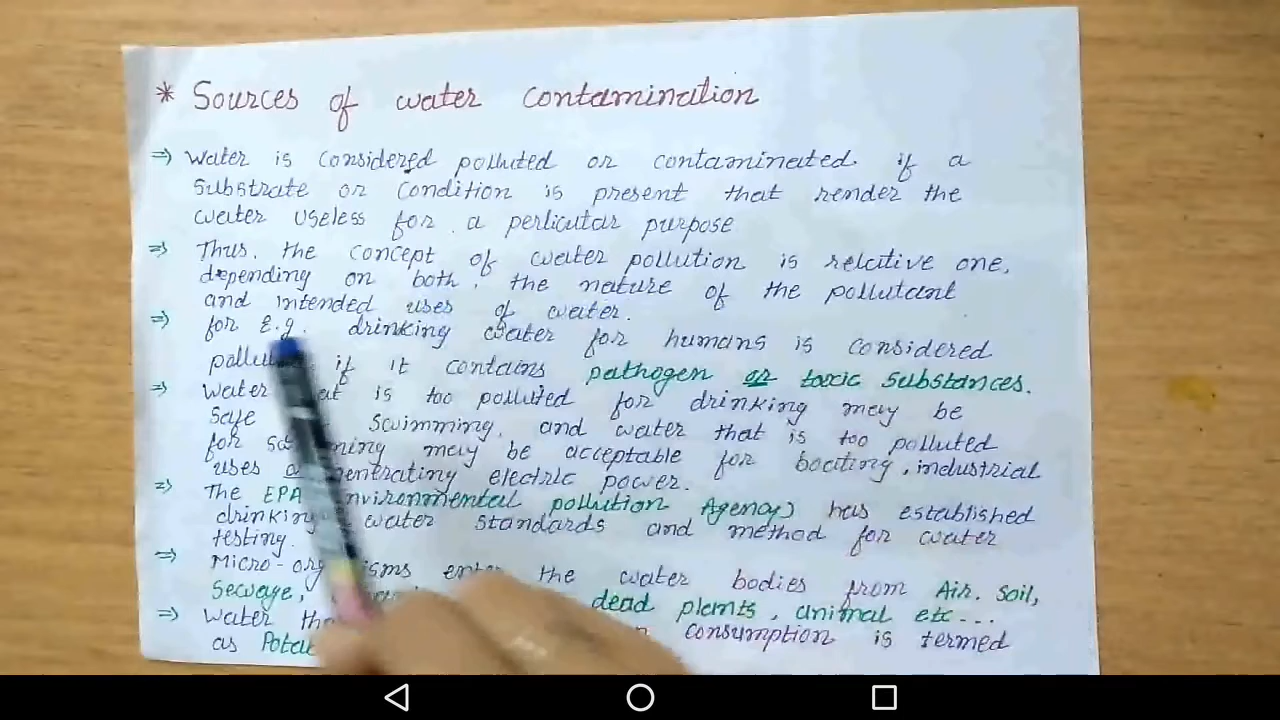 * Sources of water contamination
⇒ Water is considered polluted or contaminated. if a
substrate or condition is present that render the
water useless for a perticular purpose
⇒ Thus, the concept of water pollution is relative one,
depending on both, the nature of the pollutant
and intended uses of water.
⇒ for E.g. drinking water for humans is considered
if it contains pathogen or toxic substances.
⇒ Water is too polluted for drinking may be
safe swimming, and water that is too polluted
for may be acceptable for boating, industrial
uses generating electric power.
⇒ The EPA Environmental pollution Agency) has established
drinking water standards and method for water
testing.
⇒ Micro-organisms enter the water bodies from Air, Soil,
Sewage, dead plants, animal etc...
⇒ Water consumption is termed
as